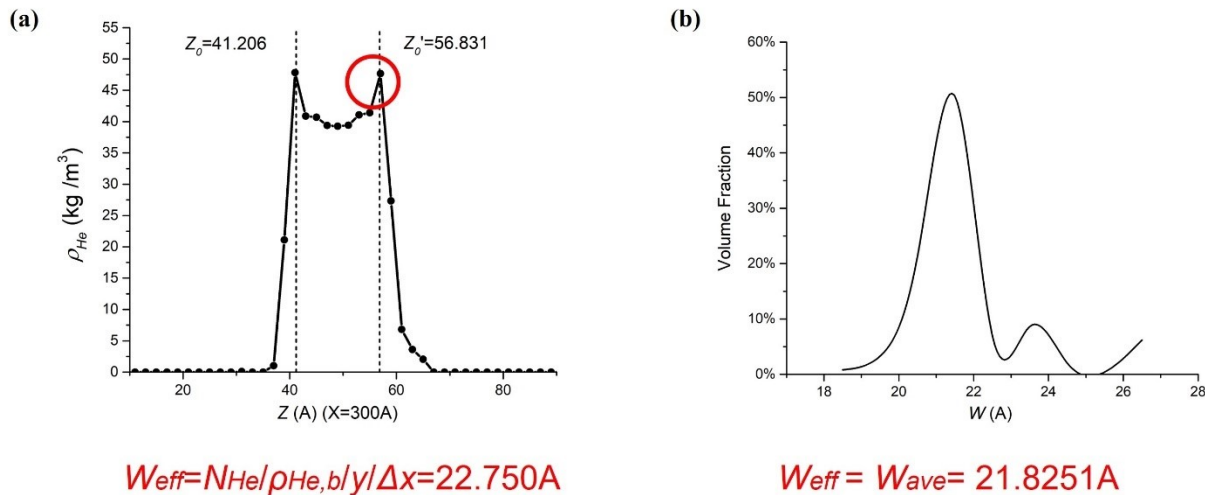 (a)
55
50
45
40
35
30
25
20
15
10
5
0
ρHe (kg /m³)
Z0=41.206
Z0'=56.831
20
40
60
80
Z (A) (X=300A)
Weff=NHe/ρHe,b/y/Δx=22.750A
(b)
60%
50%
40%
30%
20%
10%
0%
Volume Fraction
18
20
22
24
26
28
W (A)
Weff = Wave= 21.8251A